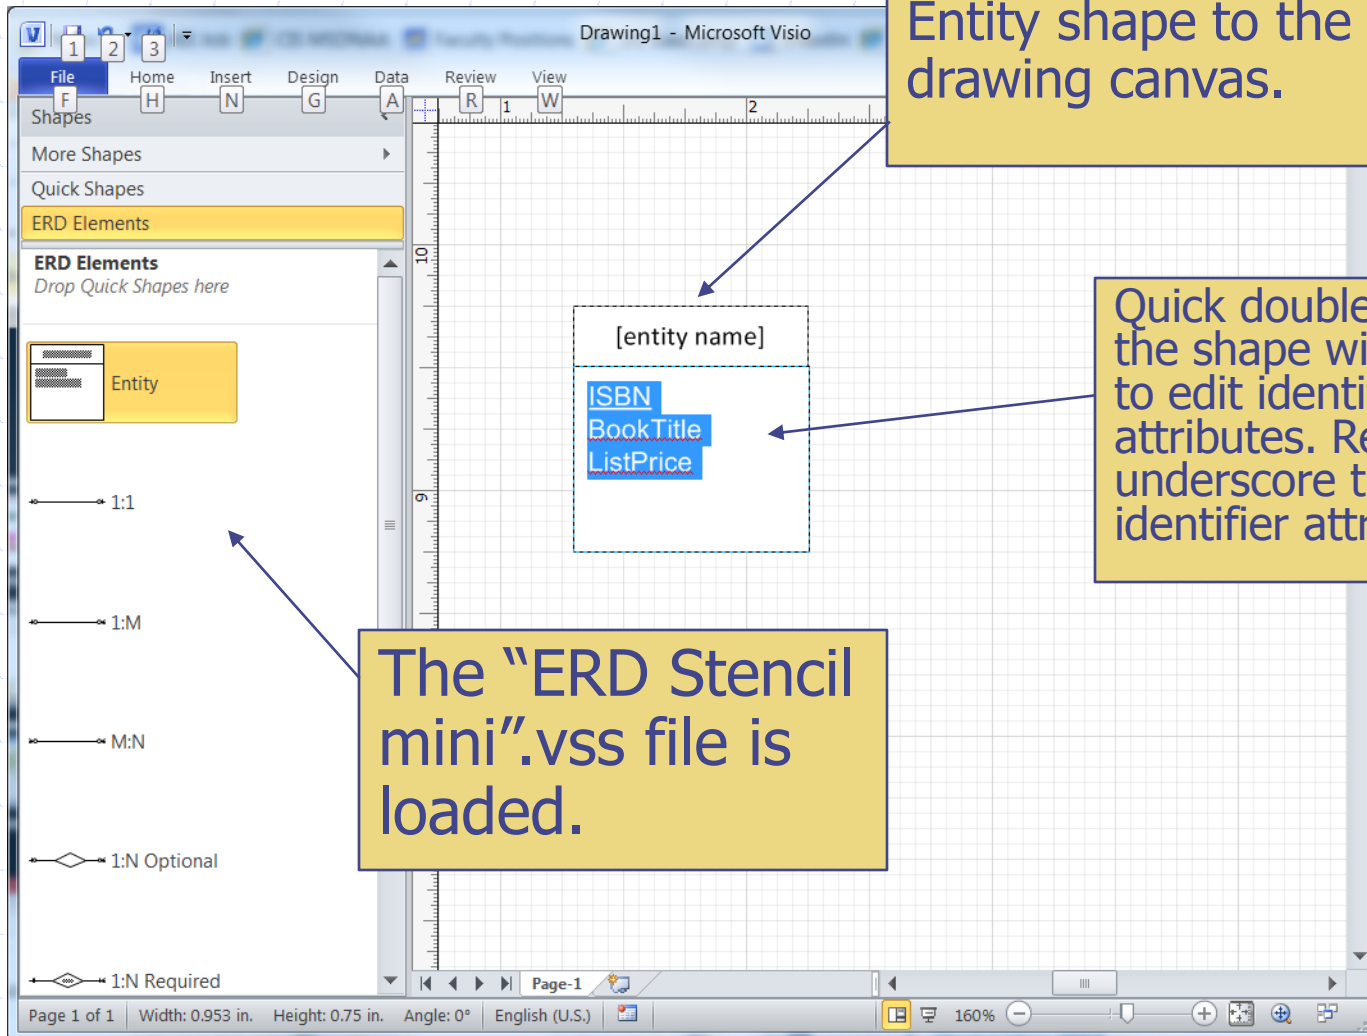 Drawing1 - Microsoft Visio
1 2 3
File Home Insert Design Data Review View
F H N G A R W
Shapes
More Shapes
Quick Shapes
ERD Elements
ERD Elements
Drop Quick Shapes here
Entity
1:1
1:M
M:N
1:N Optional
1:N Required
1 2
10
9
Entity shape to the
drawing canvas.
[entity name]
ISBN
BookTitle
ListPrice
Quick double
the shape wi
to edit identi
attributes. Re
underscore t
identifier attr
The “ERD Stencil
mini”.vss file is
loaded.
Page-1
Page 1 of 1 Width: 0.953 in. Height: 0.75 in. Angle: 0° English (U.S.) 160%